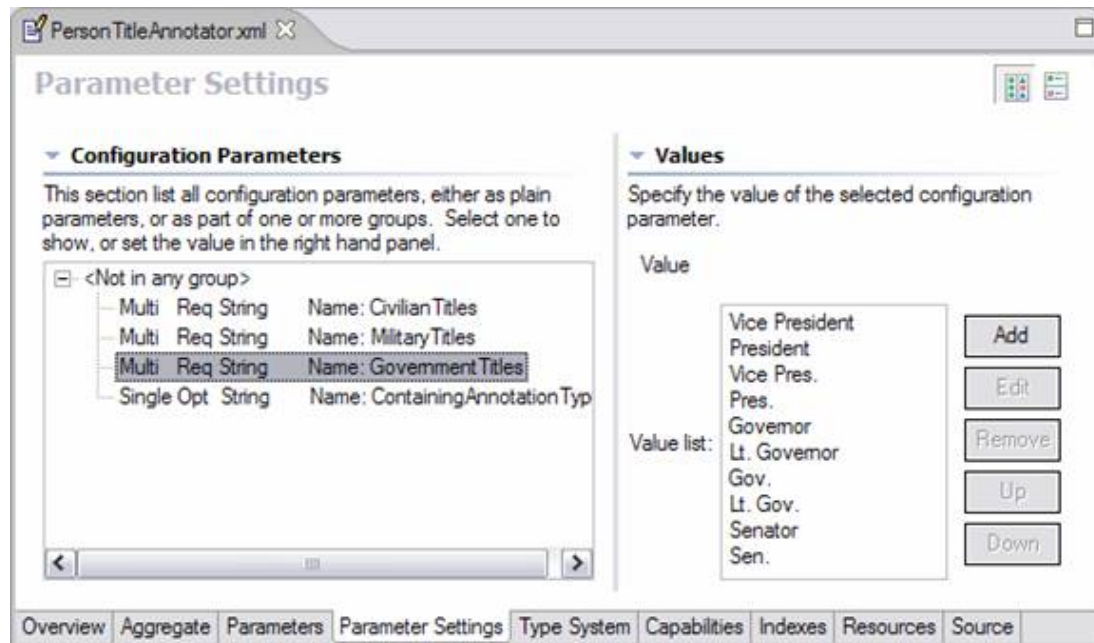 PersonTitleAnnotator.xml
Parameter Settings
Configuration Parameters
This section list all configuration parameters, either as plain
parameters, or as part of one or more groups. Select one to
show, or set the value in the right hand panel.
<Not in any group>
Multi Req String Name: CivilianTitles
Multi Req String Name: MilitaryTitles
Multi Req String Name: GovernmentTitles
Single Opt String Name: ContainingAnnotationTyp
Values
Specify the value of the selected configuration
parameter.
Value
Value list:
Vice President
President
Vice Pres.
Pres.
Governor
Lt. Governor
Gov.
Lt. Gov.
Senator
Sen.
Add
Edit
Remove
Up
Down
Overview Aggregate Parameters Parameter Settings Type System Capabilities Indexes Resources Source